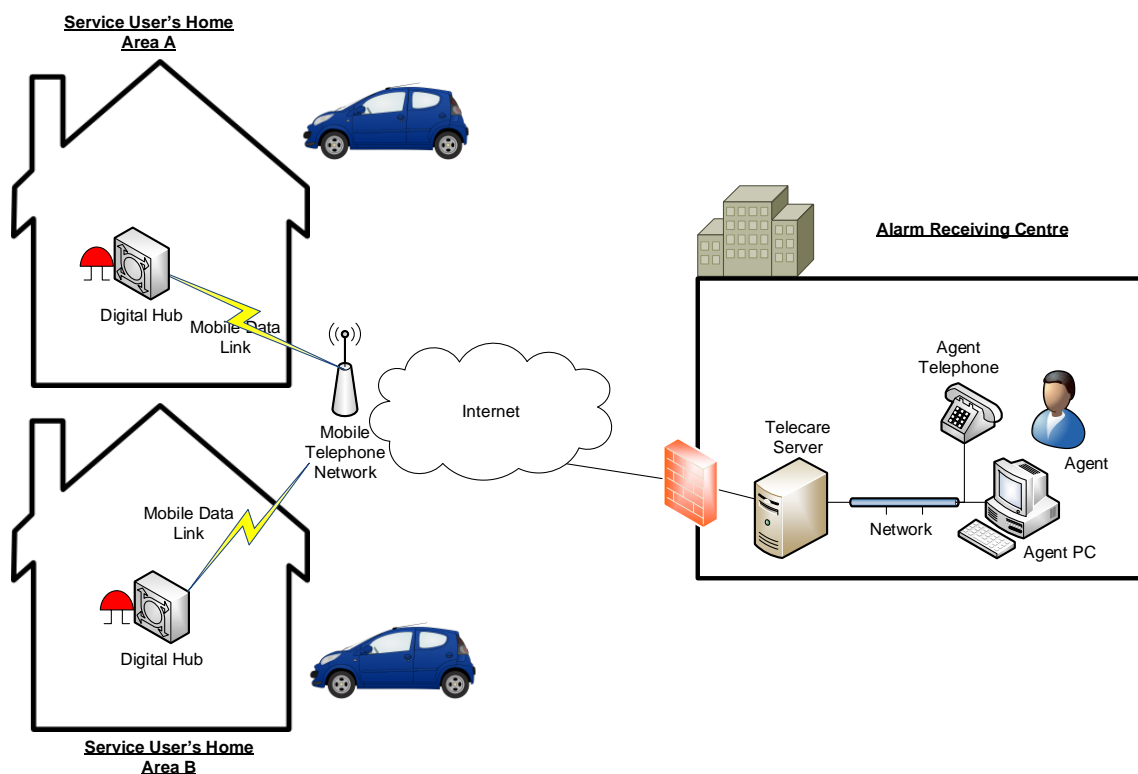 Service User's Home
Area A
Digital Hub
Mobile Data
Link
Mobile
Telephone
Network
Internet
Alarm Receiving Centre
Agent
Telephone
Telecare
Server
Agent
Network
Agent PC
Mobile Data
Link
Digital Hub
Service User's Home
Area B